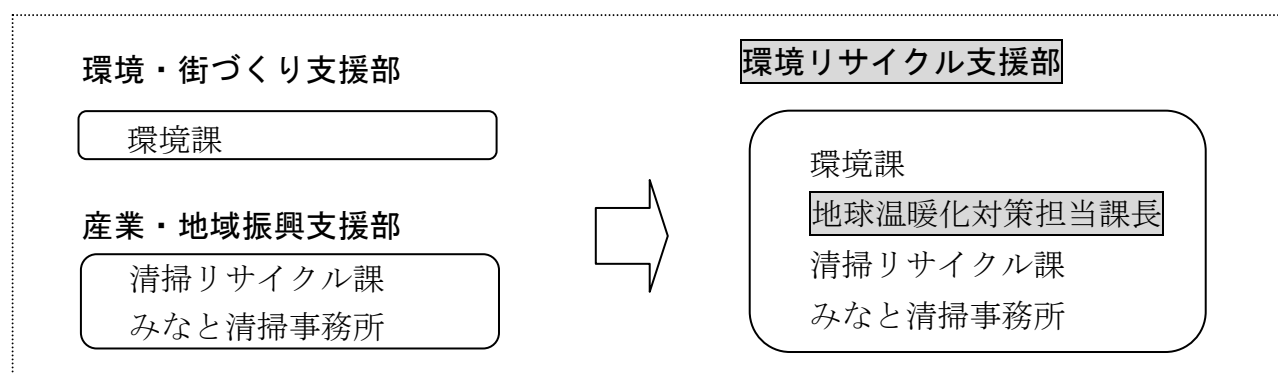 環境・街づくり支援部
環境課
産業・地域振興支援部
清掃リサイクル課
みなと清掃事務所
環境リサイクル支援部
環境課
地球温暖化対策担当課長
清掃リサイクル課
みなと清掃事務所